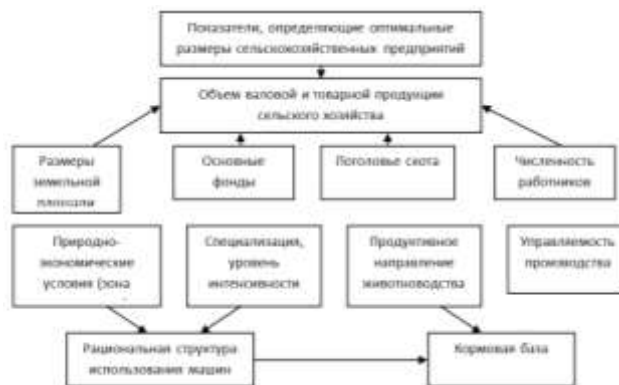 Показатели, определяющие оптимальные
размеры сельскохозяйственных предприятий
Объем валовой и товарной продукции
сельского хозяйства
Размеры
земельной
площади
Основные
фонды
Поголовье скота
Численность
работников
Природно-
экономические
условия (зона
Специализация,
уровень
интенсивности
Продуктивное
направление
животноводства
Управляемость
производства
Рациональная структура
использования машин
Кормовая база